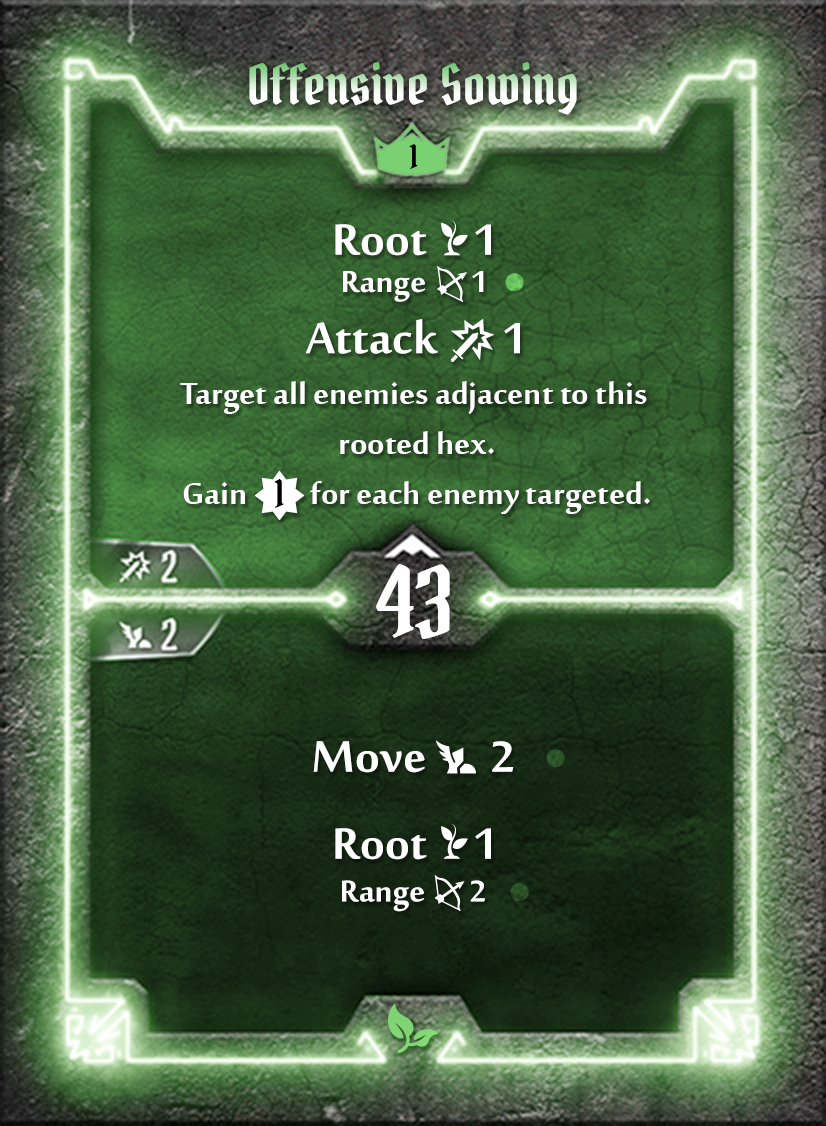 Offensive Sowing
1
Root 1
Range 1
Attack 1
Target all enemies adjacent to this
rooted hex.
Gain 1 for each enemy targeted.
2
43
2
Move 2
Root 1
Range 2